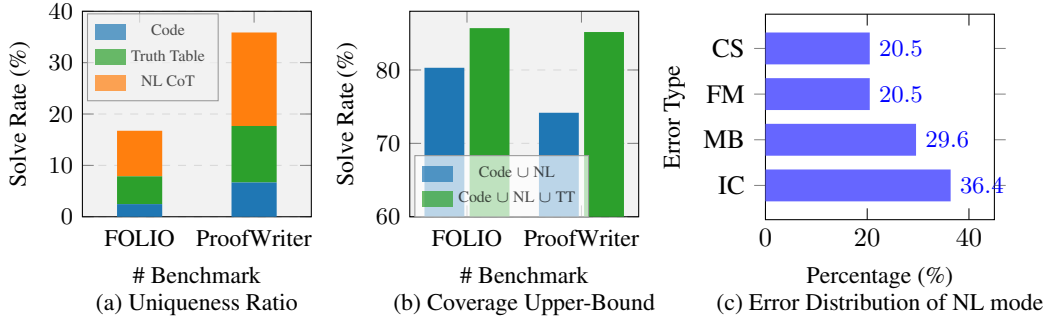 40
30
20
10
0
Solve Rate (%)
Code
Truth Table
NL CoT
FOLIO
ProofWriter
# Benchmark
(a) Uniqueness Ratio
80
70
60
Solve Rate (%)
Code ∪ NL
Code ∪ NL ∪ TT
FOLIO
ProofWriter
# Benchmark
(b) Coverage Upper-Bound
Error Type
CS
20.5
FM
20.5
MB
29.6
IC
36.4
0
20
40
Percentage (%)
(c) Error Distribution of NL mode